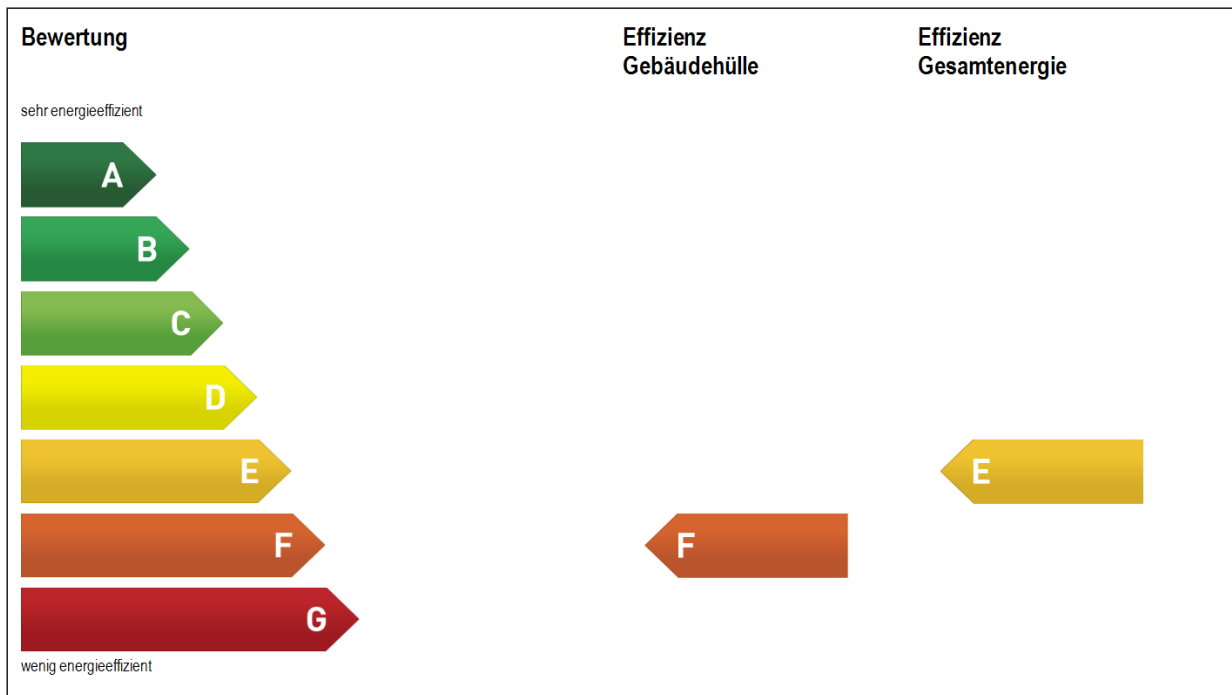 Bewertung
Effizienz
Gebäudehülle
Effizienz
Gesamtenergie
sehr energieeffizient
A
B
C
D
E
E
F
F
G
wenig energieeffizient